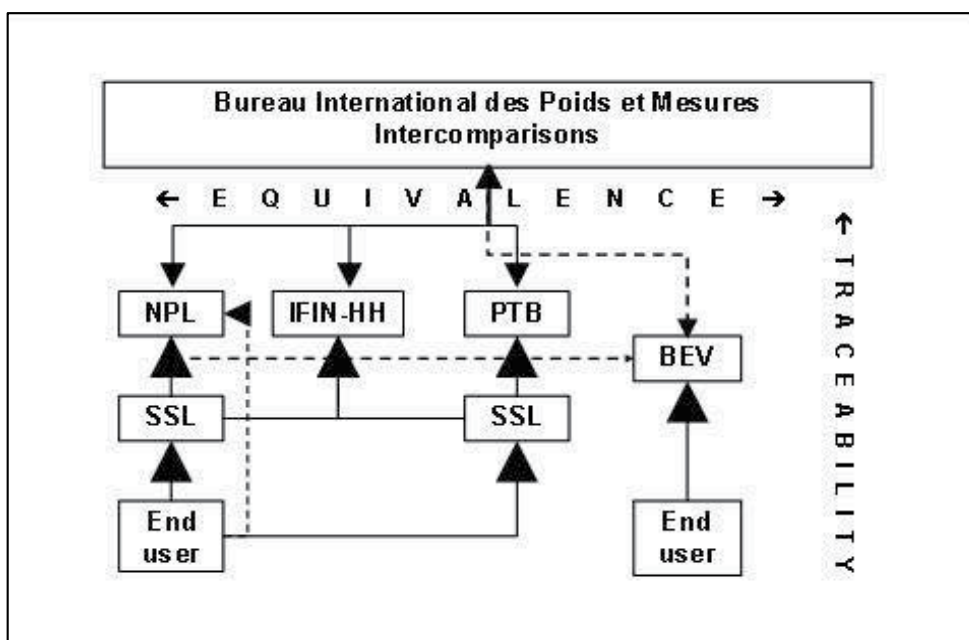 Bureau International des Poids et Mesures
Intercomparisons
← E Q U I V A L E N C E →
← T R A C E A B I L I T Y
NPL
IFIN-HH
PTB
BEV
SSL
SSL
End
user
End
user